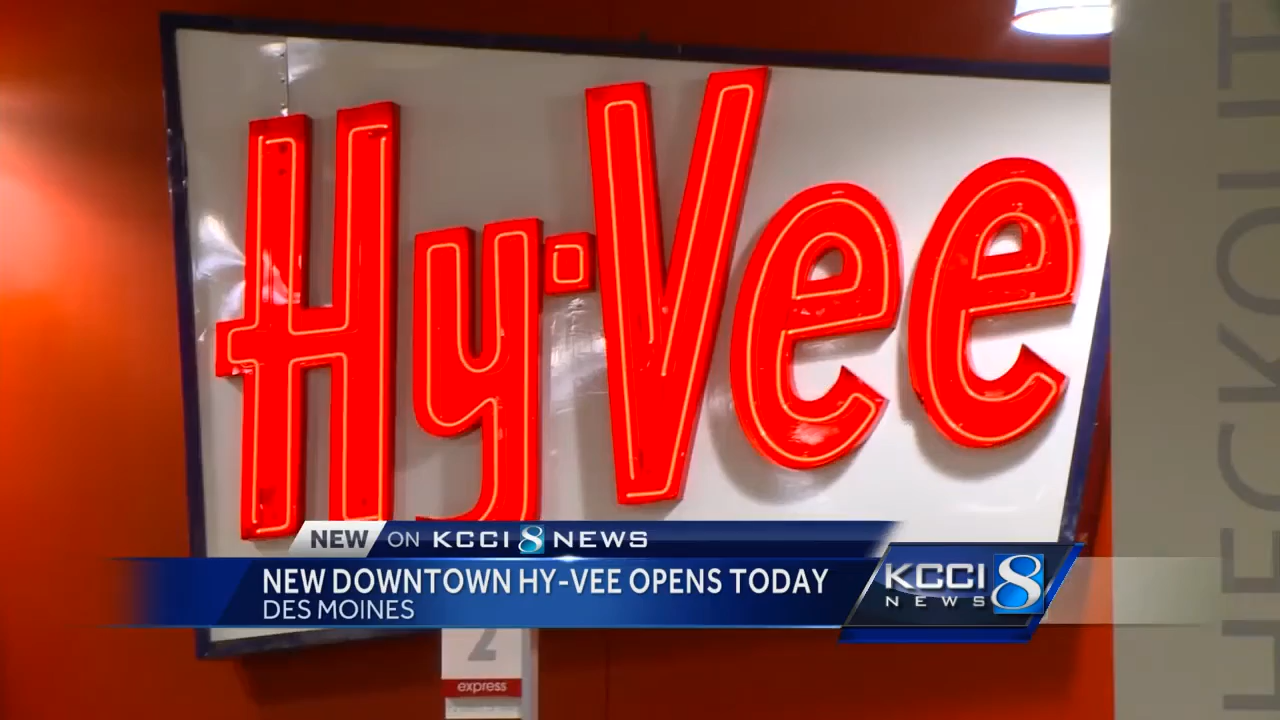 Hy-Vee
NEW ON KCCI 8 NEWS
NEW DOWNTOWN HY-VEE OPENS TODAY
DES MOINES
KCCI 8
NEWS
2
express
HECKOUT